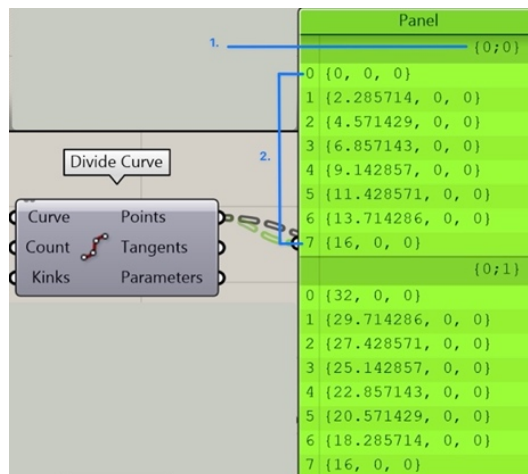 Panel
1.
{0;0}
0 {0, 0, 0}
1 {2.285714, 0, 0}
2 {4.571429, 0, 0}
3 {6.857143, 0, 0}
2.
4 {9.142857, 0, 0}
5 {11.428571, 0, 0}
6 {13.714286, 0, 0}
7 {16, 0, 0}
Divide Curve
Curve Points
Count Tangents
Kinks Parameters
{0;1}
0 {32, 0, 0}
1 {29.714286, 0, 0}
2 {27.428571, 0, 0}
3 {25.142857, 0, 0}
4 {22.857143, 0, 0}
5 {20.571429, 0, 0}
6 {18.285714, 0, 0}
7 {16, 0, 0}